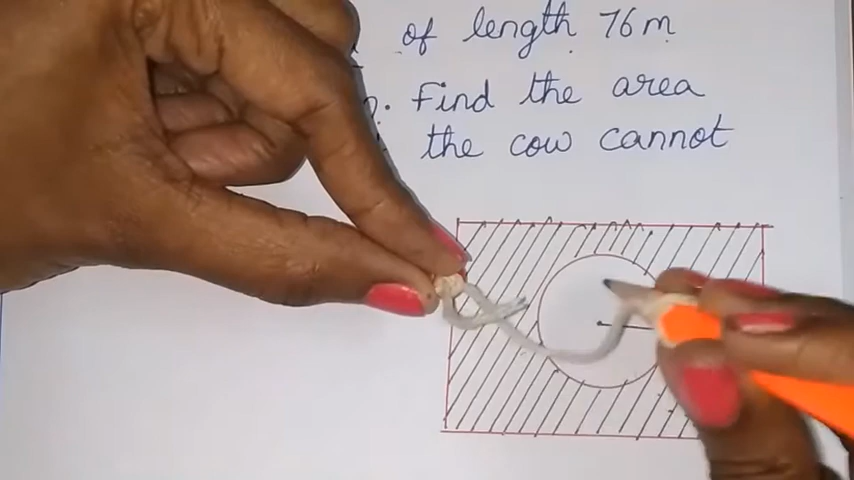 of length 76 m
n. Find the area
the cow cannot